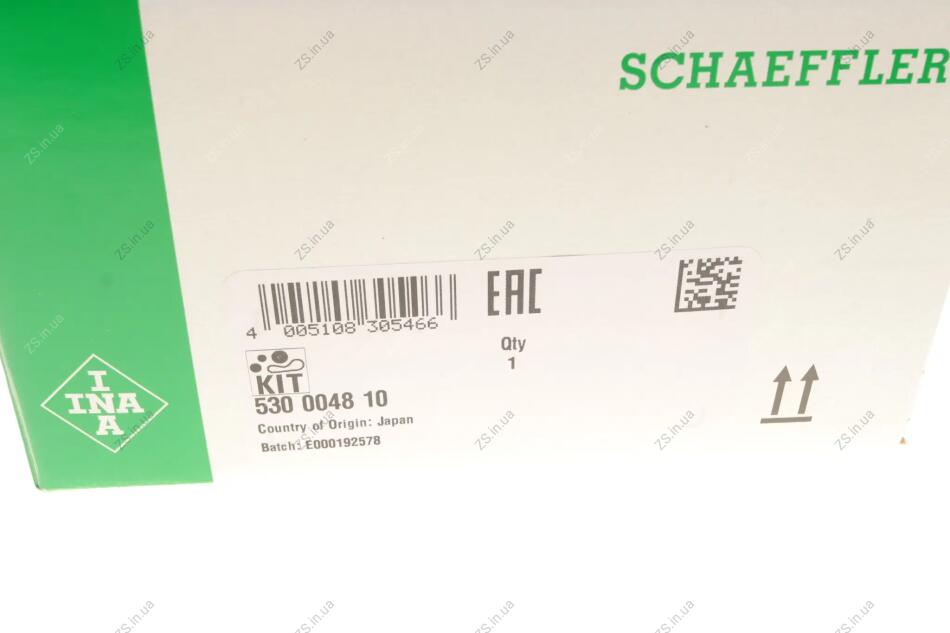 SCHAEFFLER
EAC
4 005108 305466
Qty
1
KIT
530 0048 10
Country of Origin: Japan
Batch: E000192578
I
INA
A
ZS.in.ua